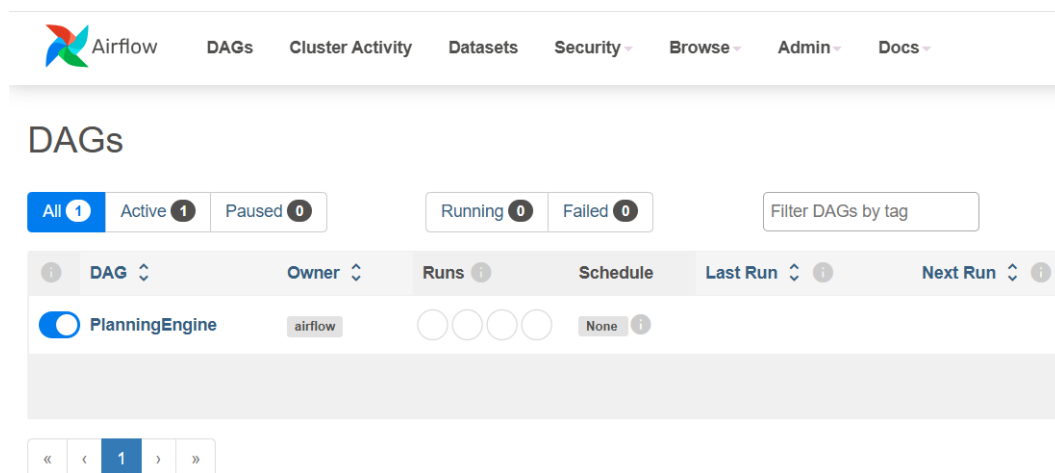 Airflow DAGs Cluster Activity Datasets Security Browse Admin Docs
DAGs
All 1 Active 1 Paused 0 Running 0 Failed 0 Filter DAGs by tag
i DAG Owner Runs i Schedule Last Run i Next Run i
PlanningEngine airflow None i
« ‹ 1 › »